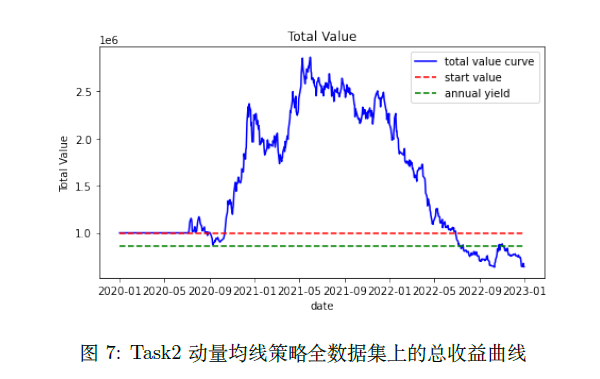 Total Value
1e6
total value curve
start value
annual yield
2.5
2.0
1.5
1.0
Total Value
2020-01 2020-05 2020-09 2021-01 2021-05 2021-09 2022-01 2022-05 2022-09 2023-01
date
图 7: Task2 动量均线策略全数据集上的总收益曲线